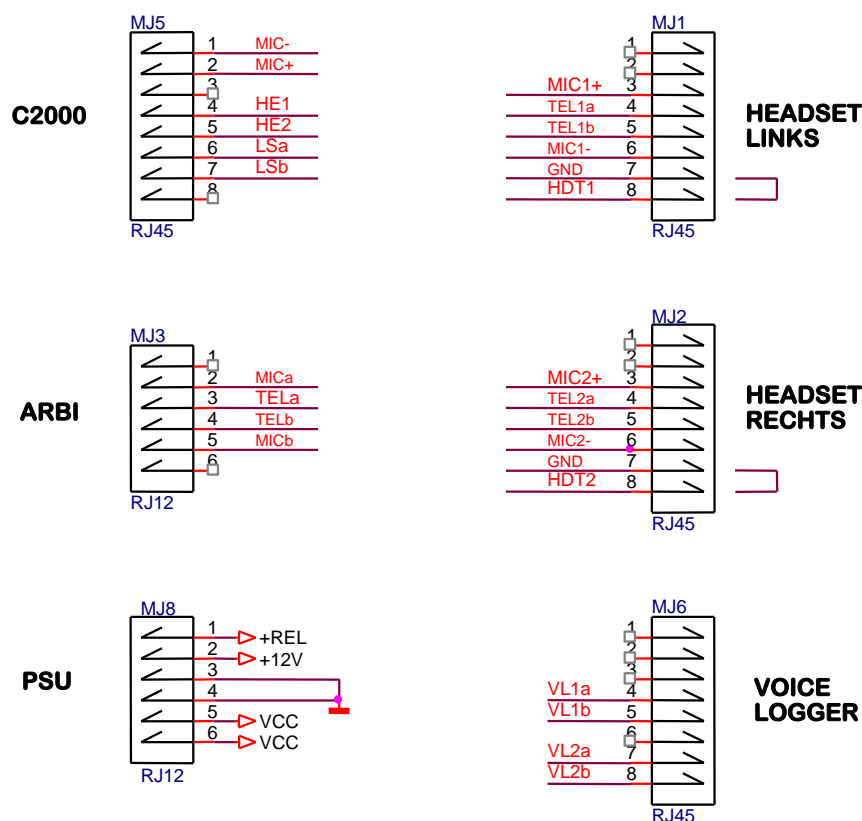 MJ5
1 MIC-
2 MIC+
3
C2000
4 HE1
5 HE2
6 LSa
7 LSb
8
RJ45
MJ1
1
2
MIC1+ 3
TEL1a 4
TEL1b 5
MIC1- 6
GND 7
HDT1 8
RJ45
HEADSET
LINKS
MJ3
1
2 MICa
3 TELa
ARBI
4 TELb
5 MICb
6
RJ12
MJ2
1
2
MIC2+ 3
TEL2a 4
TEL2b 5
MIC2- 6
GND 7
HDT2 8
RJ45
HEADSET
RECHTS
MJ8
1 +REL
2 +12V
3
PSU
4
5 VCC
6 VCC
RJ12
MJ6
1
2
3
VL1a 4
VL1b 5
6
VL2a 7
VL2b 8
RJ45
VOICE
LOGGER